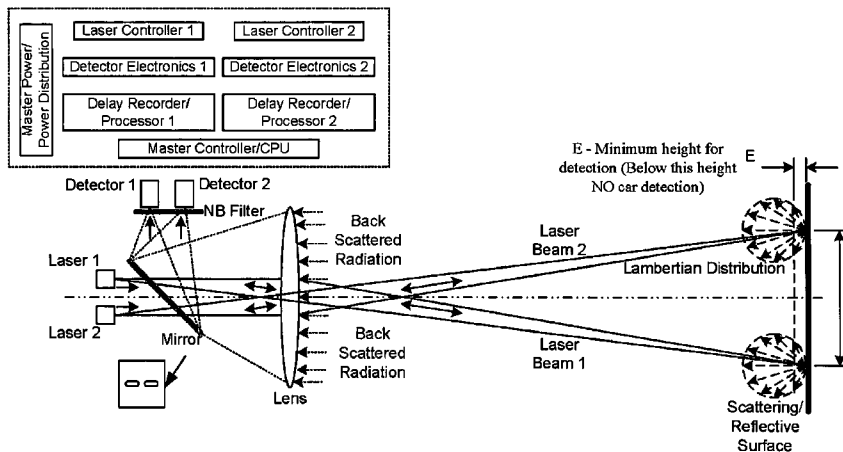 Master Power/
Power Distribution
Laser Controller 1
Laser Controller 2
Detector Electronics 1
Detector Electronics 2
Delay Recorder/
Processor 1
Delay Recorder/
Processor 2
Master Controller/CPU
E - Minimum height for
detection (Below this height
NO car detection)
E
Detector 1
Detector 2
NB Filter
Back
Scattered
Radiation
Laser
Beam 2
Lambertian Distribution
Laser 1
Laser 2
Mirror
Back
Scattered
Radiation
Lens
Laser
Beam 1
Scattering/
Reflective
Surface